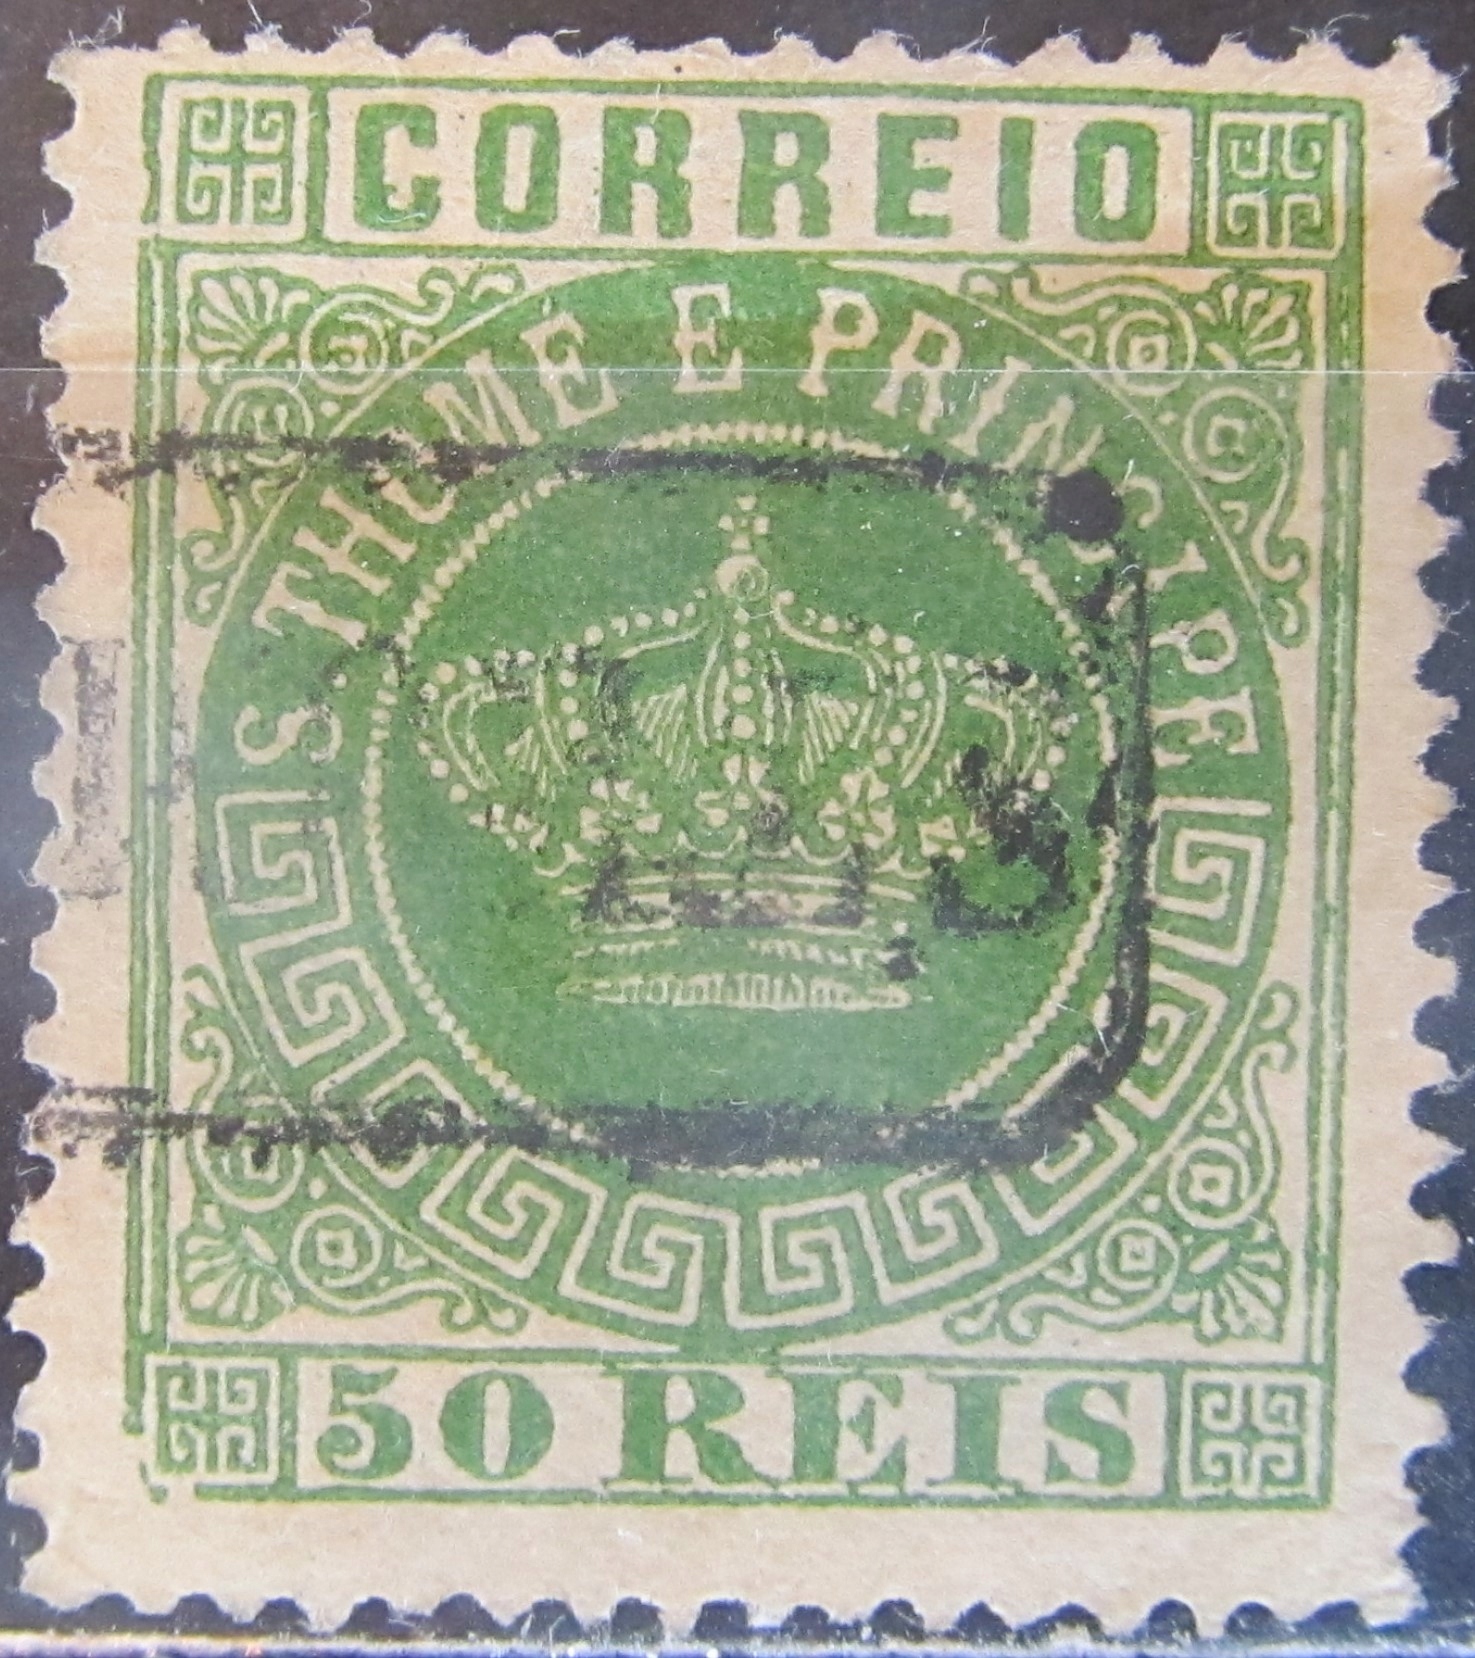 CORREIO
S. THOMÉ E PRINCIPE
50 REIS